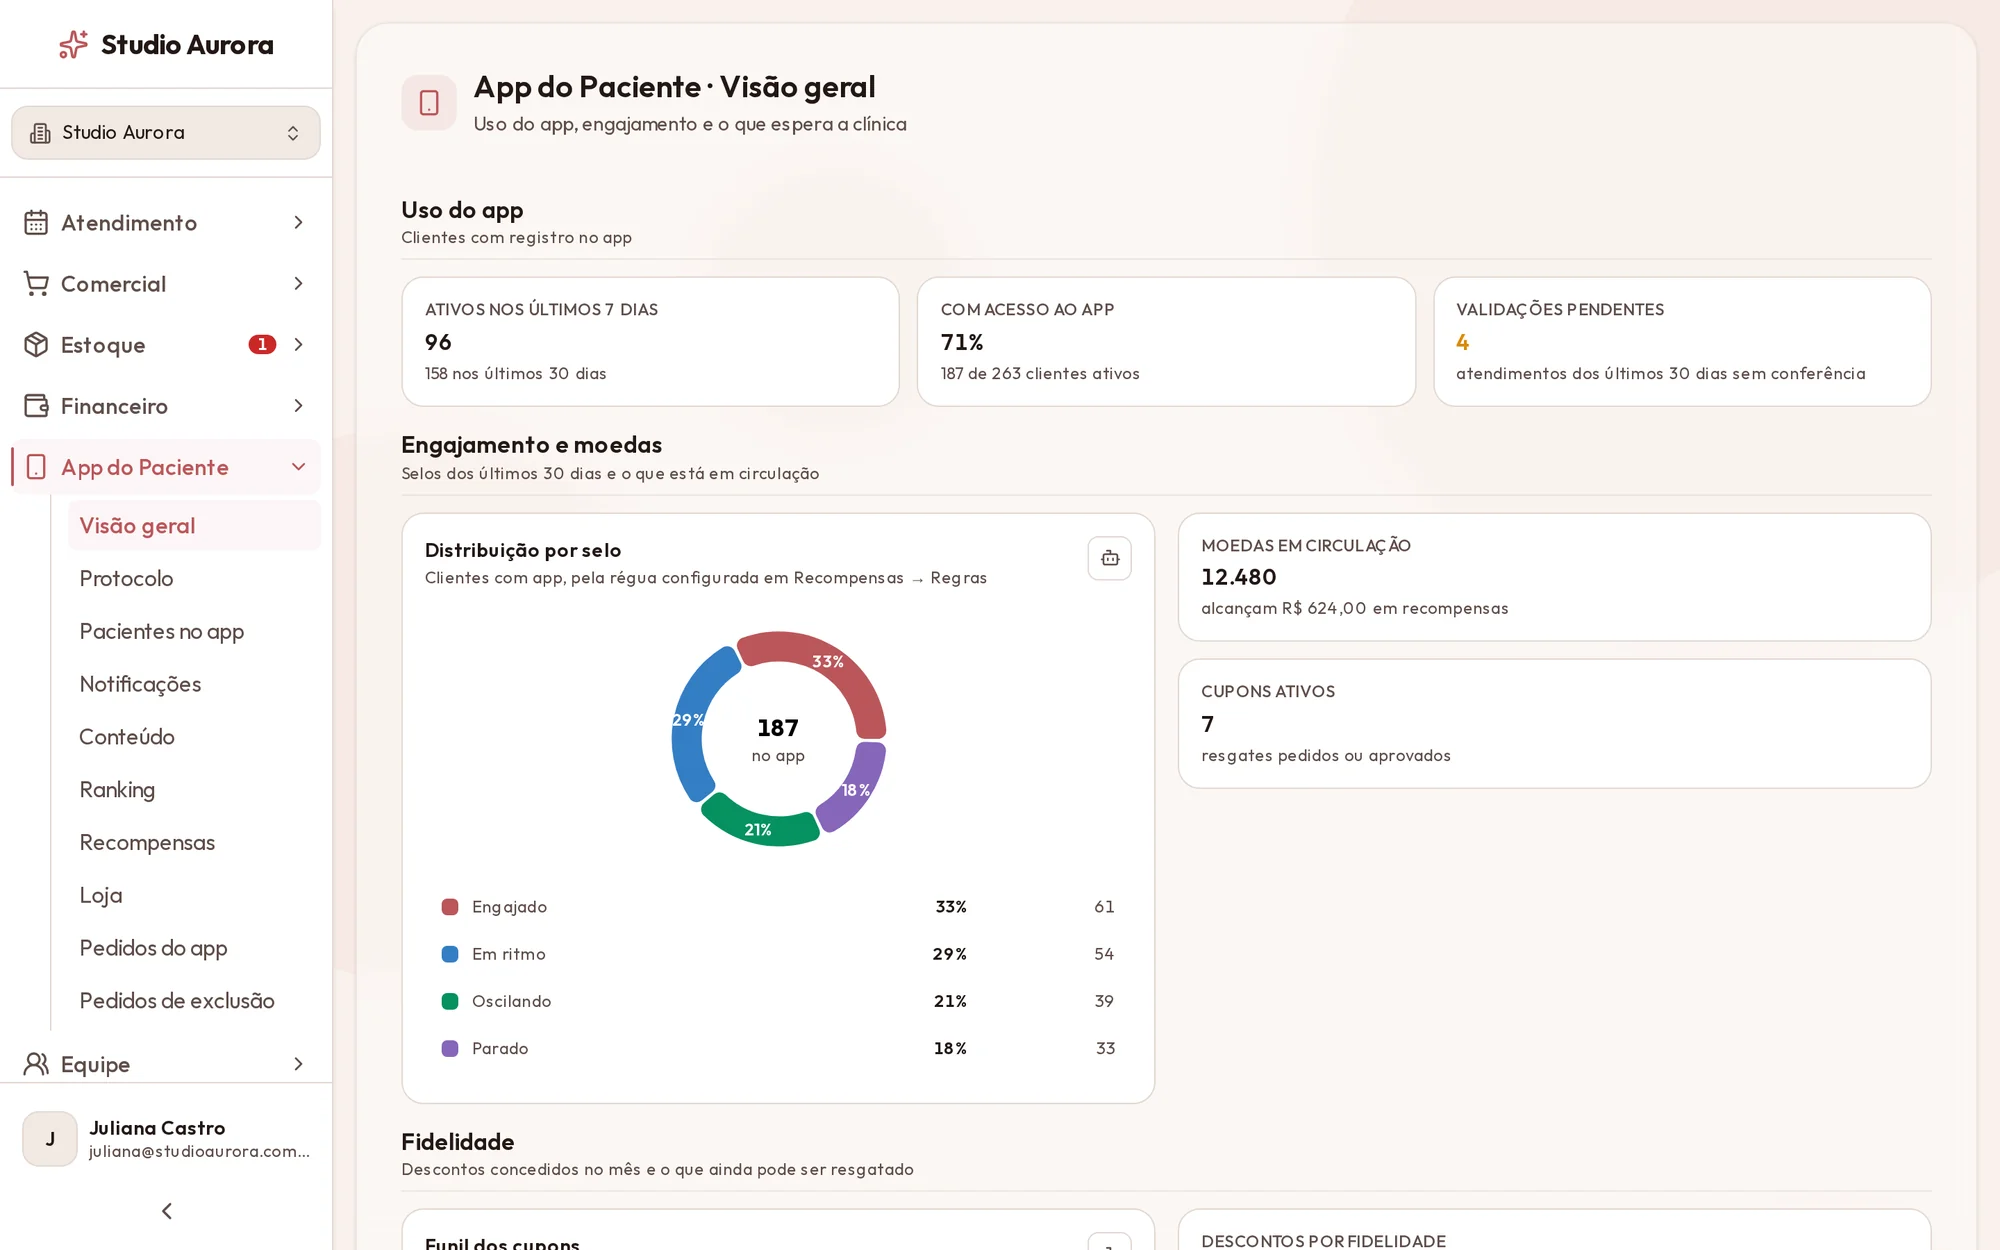 Studio Aurora
Studio Aurora
Atendimento
Comercial
Estoque 1
Financeiro
App do Paciente
Visão geral
Protocolo
Pacientes no app
Notificações
Conteúdo
Ranking
Recompensas
Loja
Pedidos do app
Pedidos de exclusão
Equipe
J
Juliana Castro
juliana@studioaurora.com...
App do Paciente · Visão geral
Uso do app, engajamento e o que espera a clínica
Uso do app
Clientes com registro no app
ATIVOS NOS ÚLTIMOS 7 DIAS
96
158 nos últimos 30 dias
COM ACESSO AO APP
71%
187 de 263 clientes ativos
VALIDAÇÕES PENDENTES
4
atendimentos dos últimos 30 dias sem conferência
Engajamento e moedas
Selos dos últimos 30 dias e o que está em circulação
Distribuição por selo
Clientes com app, pela régua configurada em Recompensas → Regras
33%
29%
187
no app
18%
21%
Engajado 33% 61
Em ritmo 29% 54
Oscilando 21% 39
Parado 18% 33
MOEDAS EM CIRCULAÇÃO
12.480
alcançam R$ 624,00 em recompensas
CUPONS ATIVOS
7
resgates pedidos ou aprovados
Fidelidade
Descontos concedidos no mês e o que ainda pode ser resgatado
Funil dos cupons
DESCONTOS POR FIDELIDADE